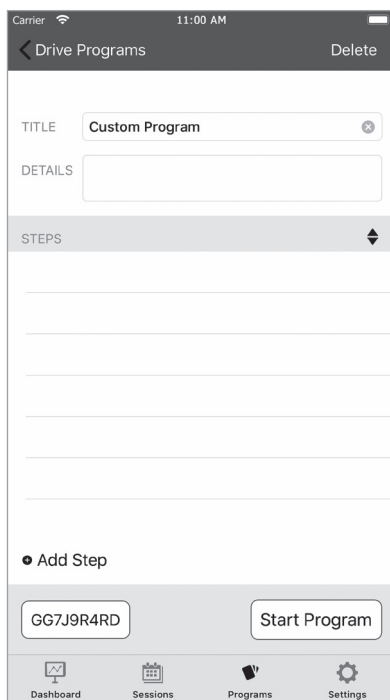 Carrier 11:00 AM
Drive Programs Delete
TITLE Custom Program
DETAILS
STEPS
Add Step
GG7J9R4RD Start Program
Dashboard Sessions Programs Settings